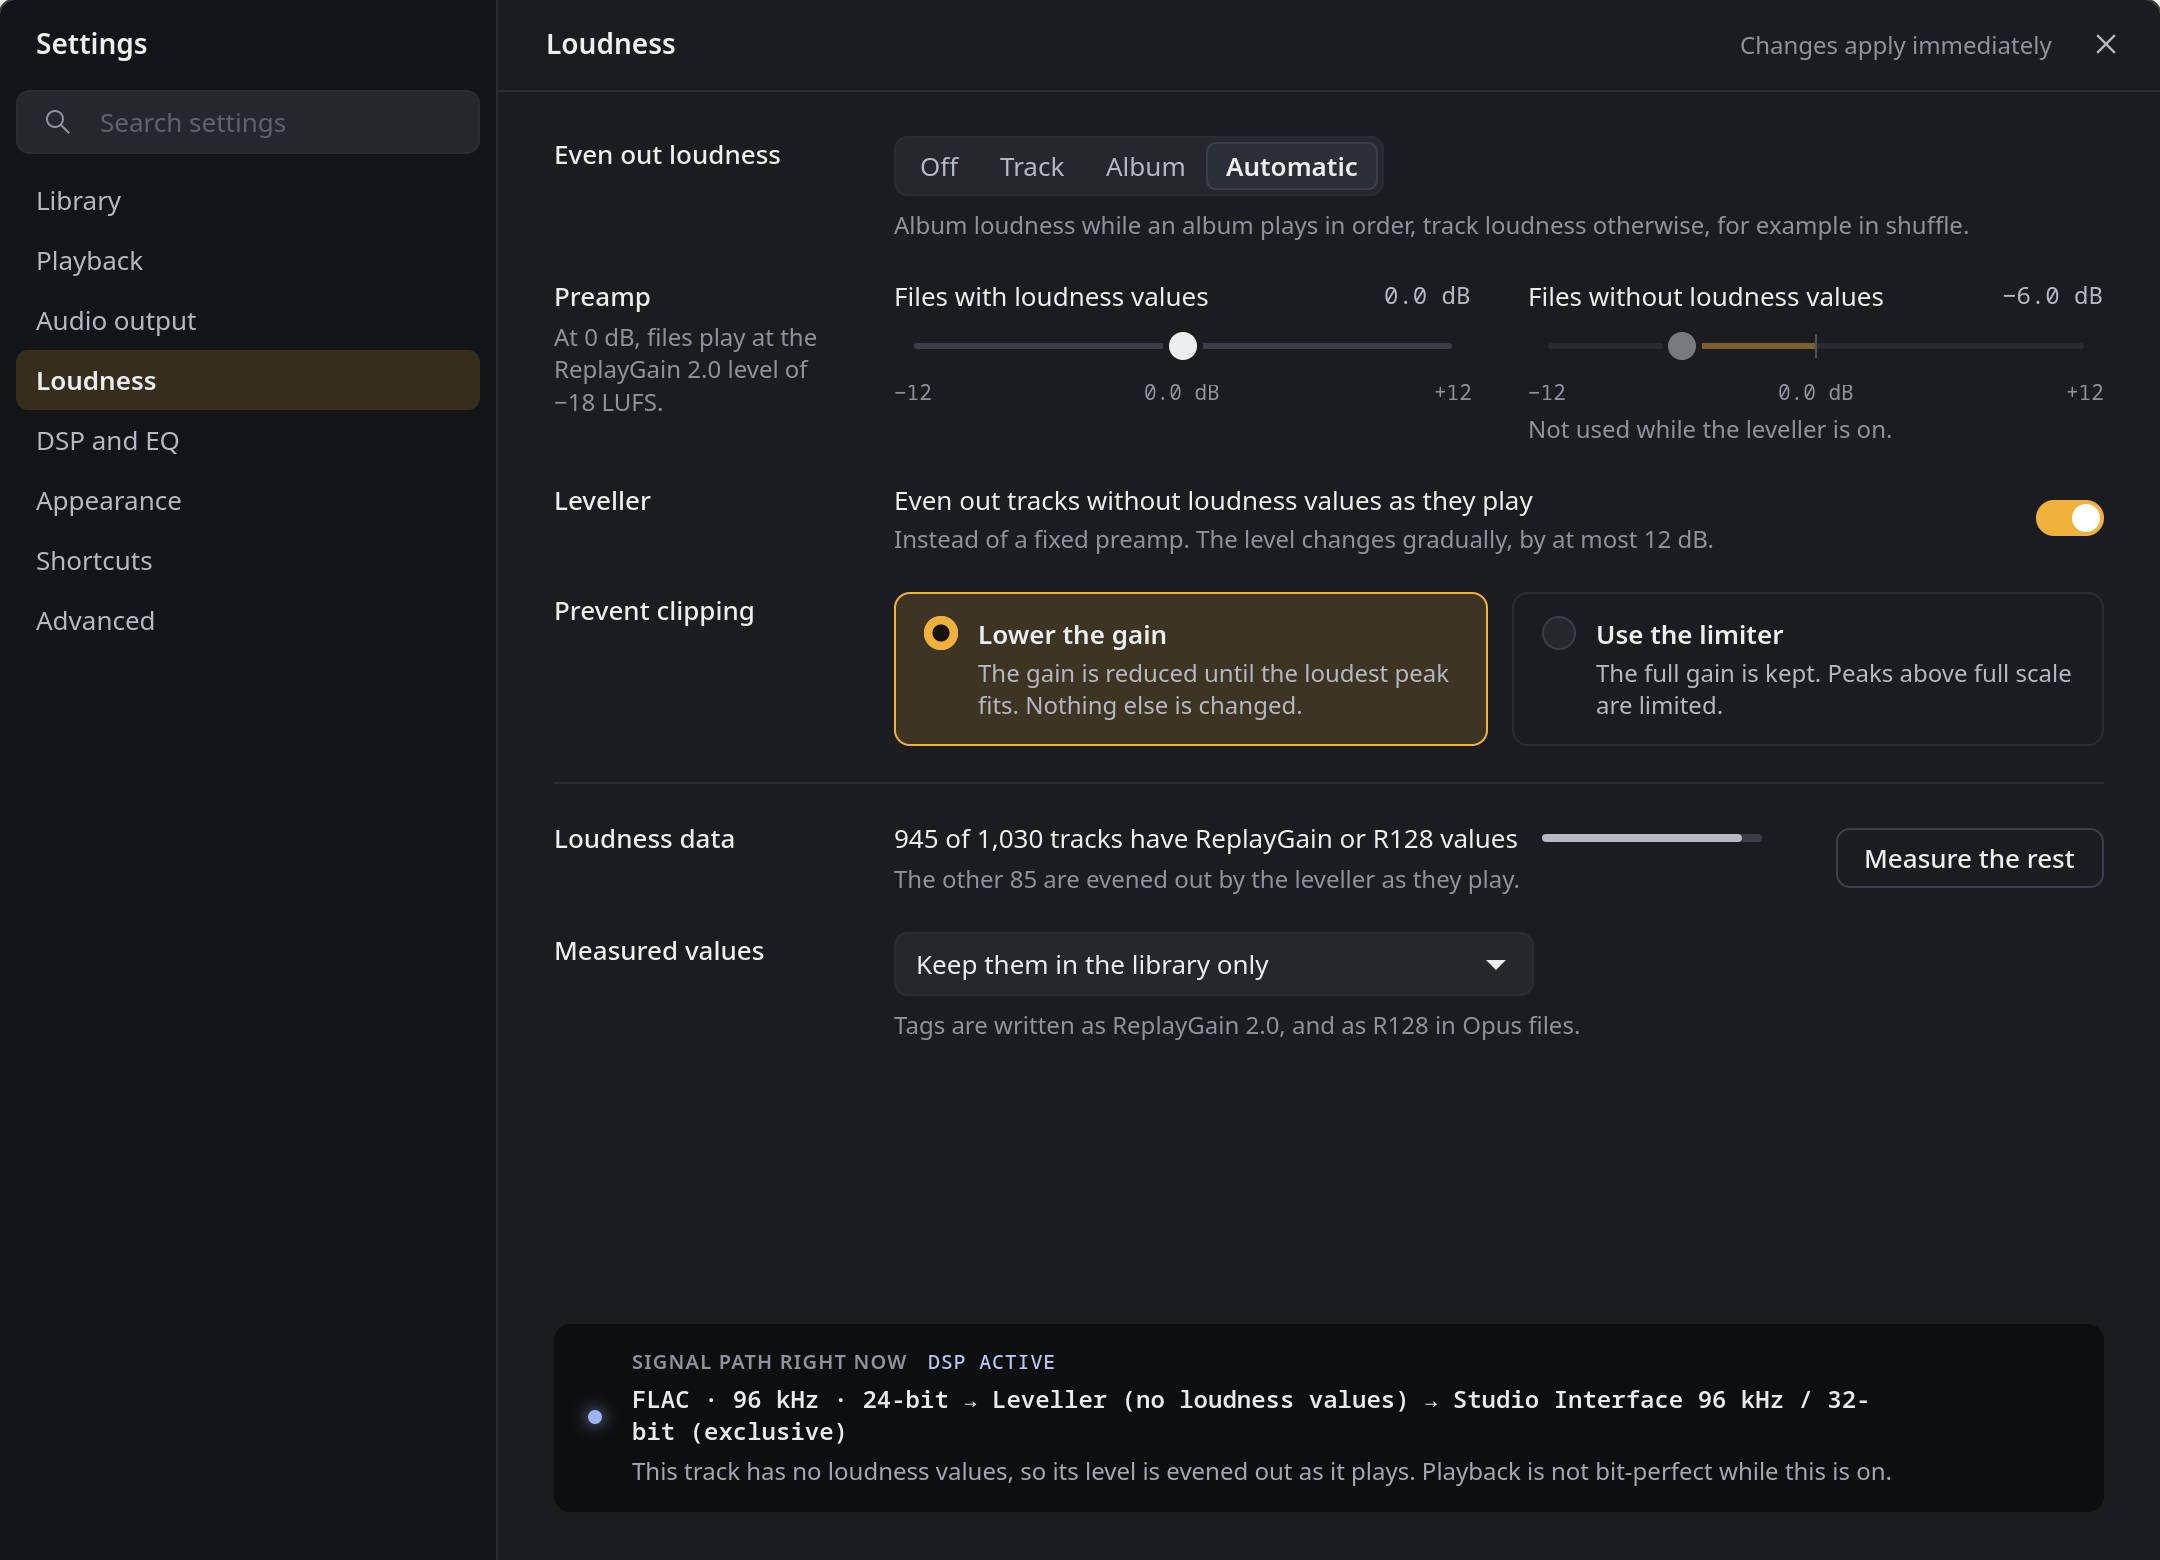 Settings
Search settings
Library
Playback
Audio output
Loudness
DSP and EQ
Appearance
Shortcuts
Advanced
Loudness
Changes apply immediately
Even out loudness
Off Track Album Automatic
Album loudness while an album plays in order, track loudness otherwise, for example in shuffle.
Preamp
At 0 dB, files play at the
ReplayGain 2.0 level of
−18 LUFS.
Files with loudness values 0.0 dB
−12 0.0 dB +12
Files without loudness values −6.0 dB
−12 0.0 dB +12
Not used while the leveller is on.
Leveller
Even out tracks without loudness values as they play
Instead of a fixed preamp. The level changes gradually, by at most 12 dB.
Prevent clipping
Lower the gain
The gain is reduced until the loudest peak
fits. Nothing else is changed.
Use the limiter
The full gain is kept. Peaks above full scale
are limited.
Loudness data
945 of 1,030 tracks have ReplayGain or R128 values
The other 85 are evened out by the leveller as they play.
Measure the rest
Measured values
Keep them in the library only
Tags are written as ReplayGain 2.0, and as R128 in Opus files.
SIGNAL PATH RIGHT NOW DSP ACTIVE
FLAC · 96 kHz · 24-bit → Leveller (no loudness values) → Studio Interface 96 kHz / 32-
bit (exclusive)
This track has no loudness values, so its level is evened out as it plays. Playback is not bit-perfect while this is on.